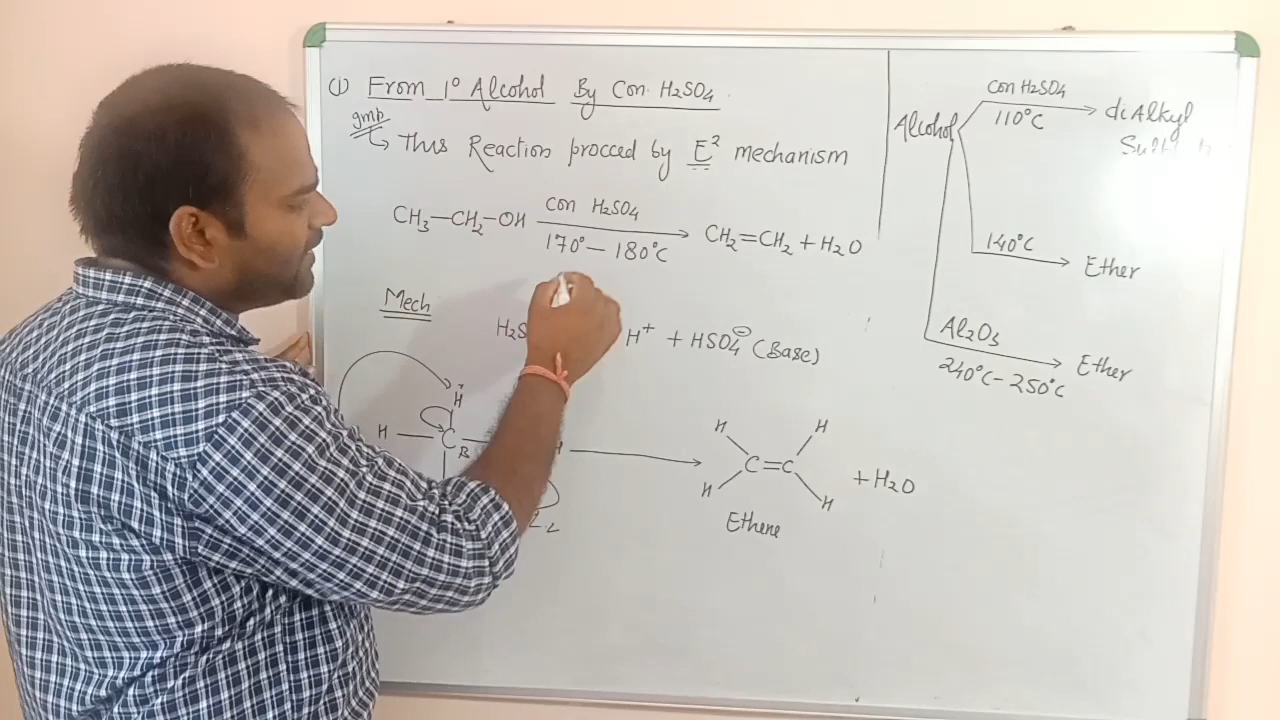 (1) From 1° Alcohol By Con. H2SO4
Imp
→ This Reaction procced by E² mechanism
CH3—CH2—OH con H2SO4 170°—180°C → CH2=CH2 + H2O
Mech
H2S H⁺ + HSO4⊖ (Base)
H
H—C
B
H
H H
C=C + H2O
H H
Ethene
Alcohol
Con H2SO4
110°C
diAlkyl
140°C
Ether
Al2O3
240°C-250°C
Ether